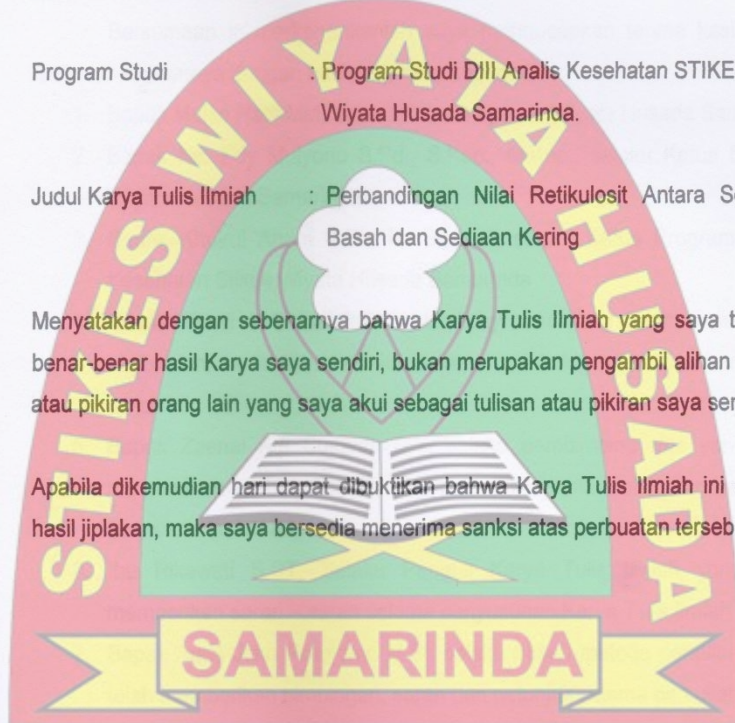 Program Studi : Program Studi DIII Analis Kesehatan STIKE
Wiyata Husada Samarinda.
Judul Karya Tulis Ilmiah : Perbandingan Nilai Retikulosit Antara Se
Basah dan Sediaan Kering
Menyatakan dengan sebenarnya bahwa Karya Tulis Ilmiah yang saya t
benar-benar hasil Karya saya sendiri, bukan merupakan pengambil alihan
atau pikiran orang lain yang saya akui sebagai tulisan atau pikiran saya sen
Apabila dikemudian hari dapat dibuktikan bahwa Karya Tulis Ilmiah ini
hasil jiplakan, maka saya bersedia menerima sanksi atas perbuatan terseb
STIKES WIYATA HUSADA
SAMARINDA